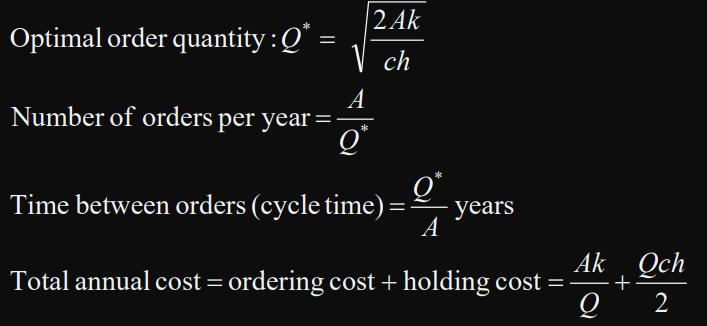 Optimal order quantity : Q* = √(2Ak / ch)
Number of orders per year = A / Q*
Time between orders (cycle time) = Q* / A years
Total annual cost = ordering cost + holding cost = Ak / Q + Qch / 2